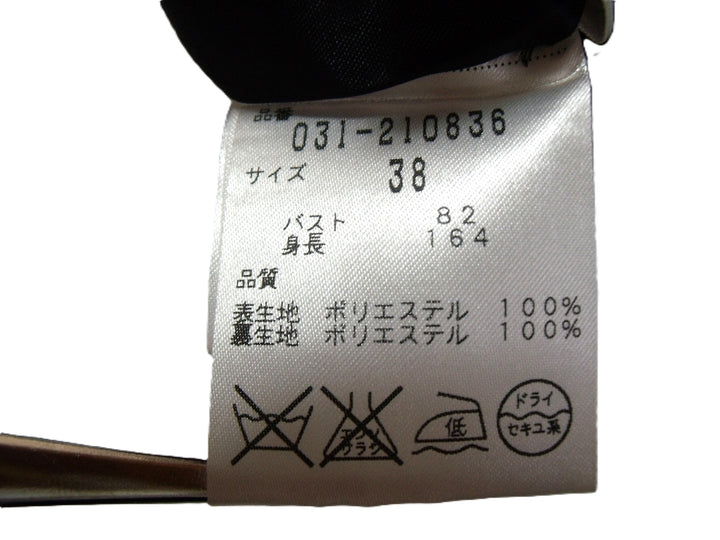 品番
031-210836
サイズ 38
バスト 82
身長 164
品質
表生地 ポリエステル 100%
裏生地 ポリエステル 100%
エンソ
サラシ
低
ドライ
セキユ系